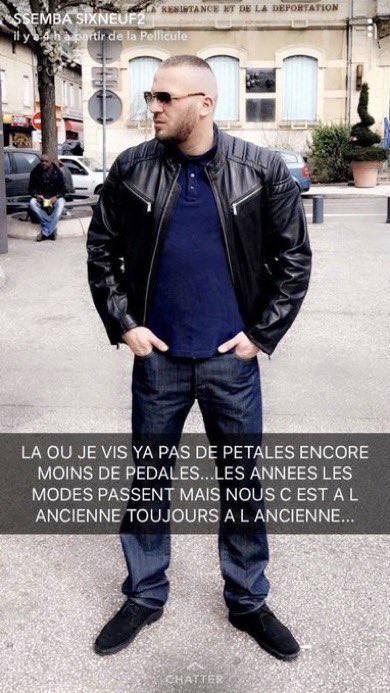 SSEMBA SIXNEUF2
il y a 4 h à partir de la Pellicule
LA RESISTANCE ET DE LA DEPORTATION
LA OU JE VIS YA PAS DE PETALES ENCORE
MOINS DE PEDALES...LES ANNEES LES
MODES PASSENT MAIS NOUS C EST A L
ANCIENNE TOUJOURS A L ANCIENNE...
CHATTER